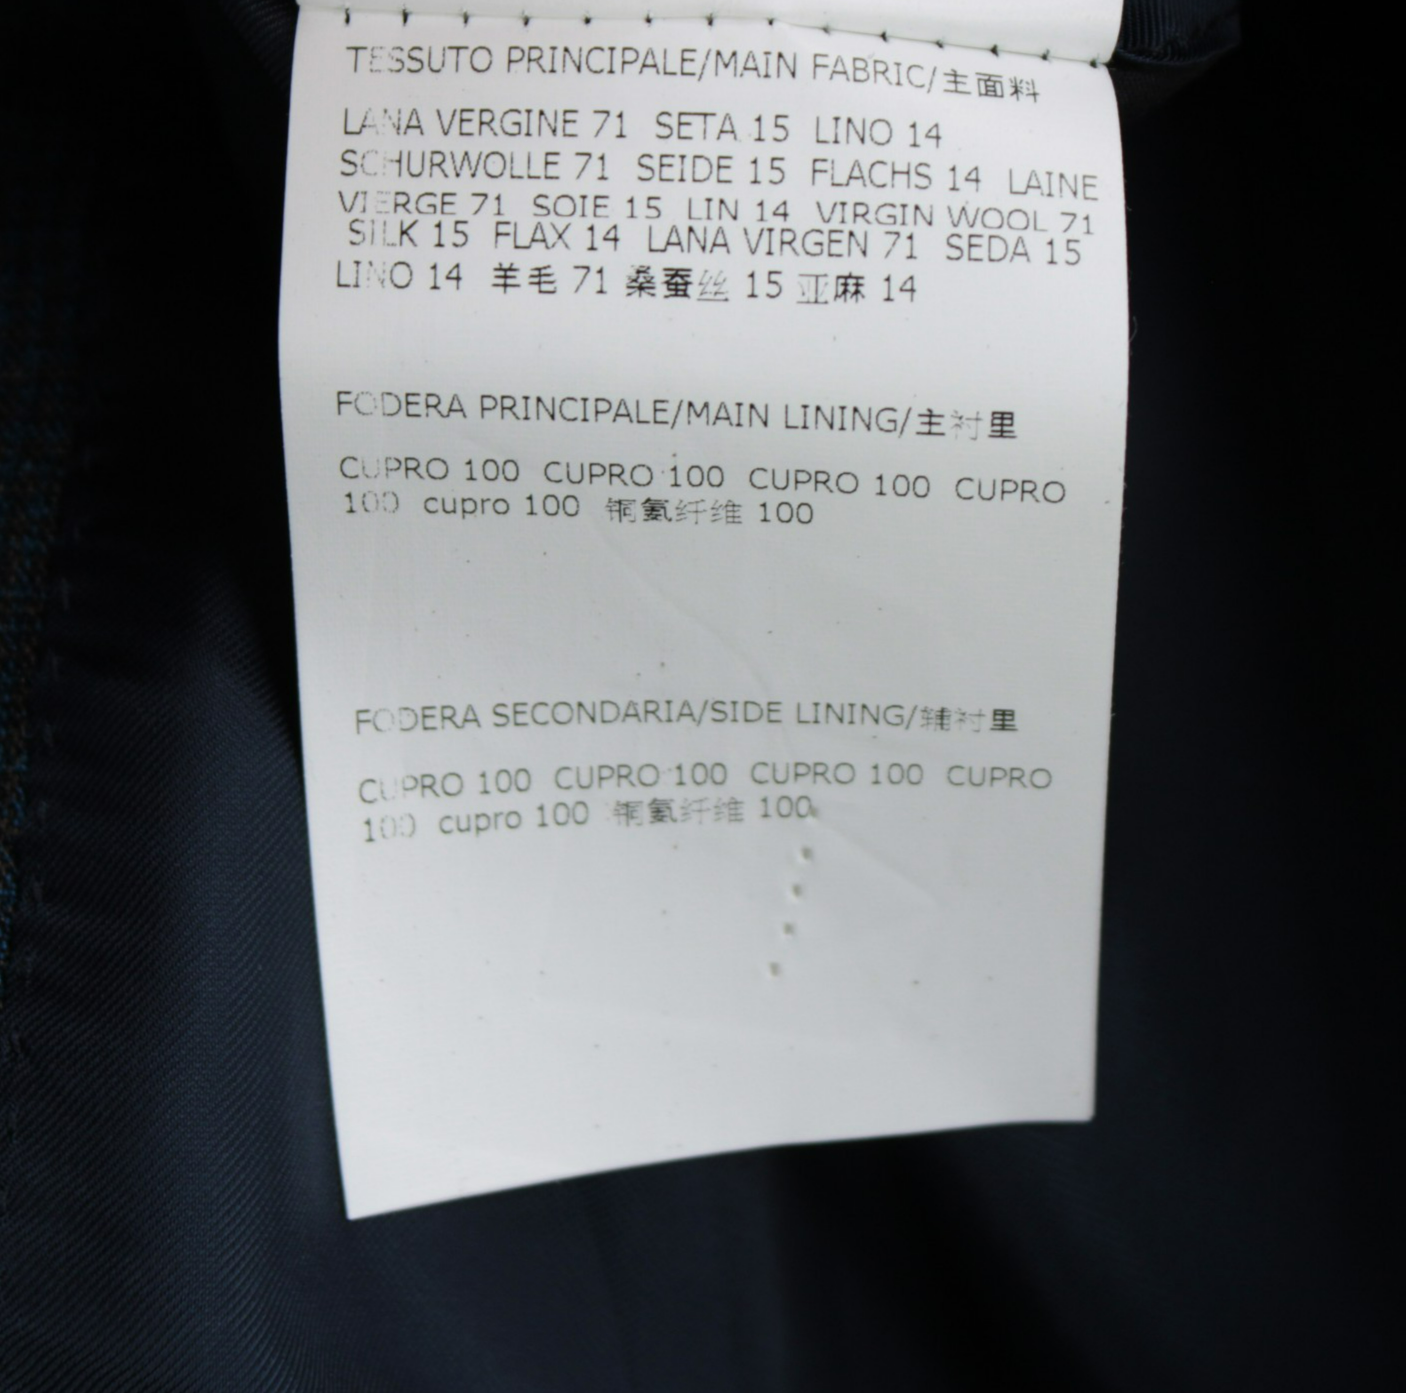 TESSUTO PRINCIPALE/MAIN FABRIC/主面料
LANA VERGINE 71 SETA 15 LINO 14
SCHURWOLLE 71 SEIDE 15 FLACHS 14 LAINE
VIERGE 71 SOIE 15 LIN 14 VIRGIN WOOL 71
SILK 15 FLAX 14 LANA VIRGEN 71 SEDA 15
LINO 14 羊毛 71 桑蚕丝 15 亚麻 14
FODERA PRINCIPALE/MAIN LINING/主衬里
CUPRO 100 CUPRO 100 CUPRO 100 CUPRO
100 cupro 100 铜氨纤维 100
FODERA SECONDARIA/SIDE LINING/辅衬里
CUPRO 100 CUPRO 100 CUPRO 100 CUPRO
100 cupro 100 铜氨纤维 100